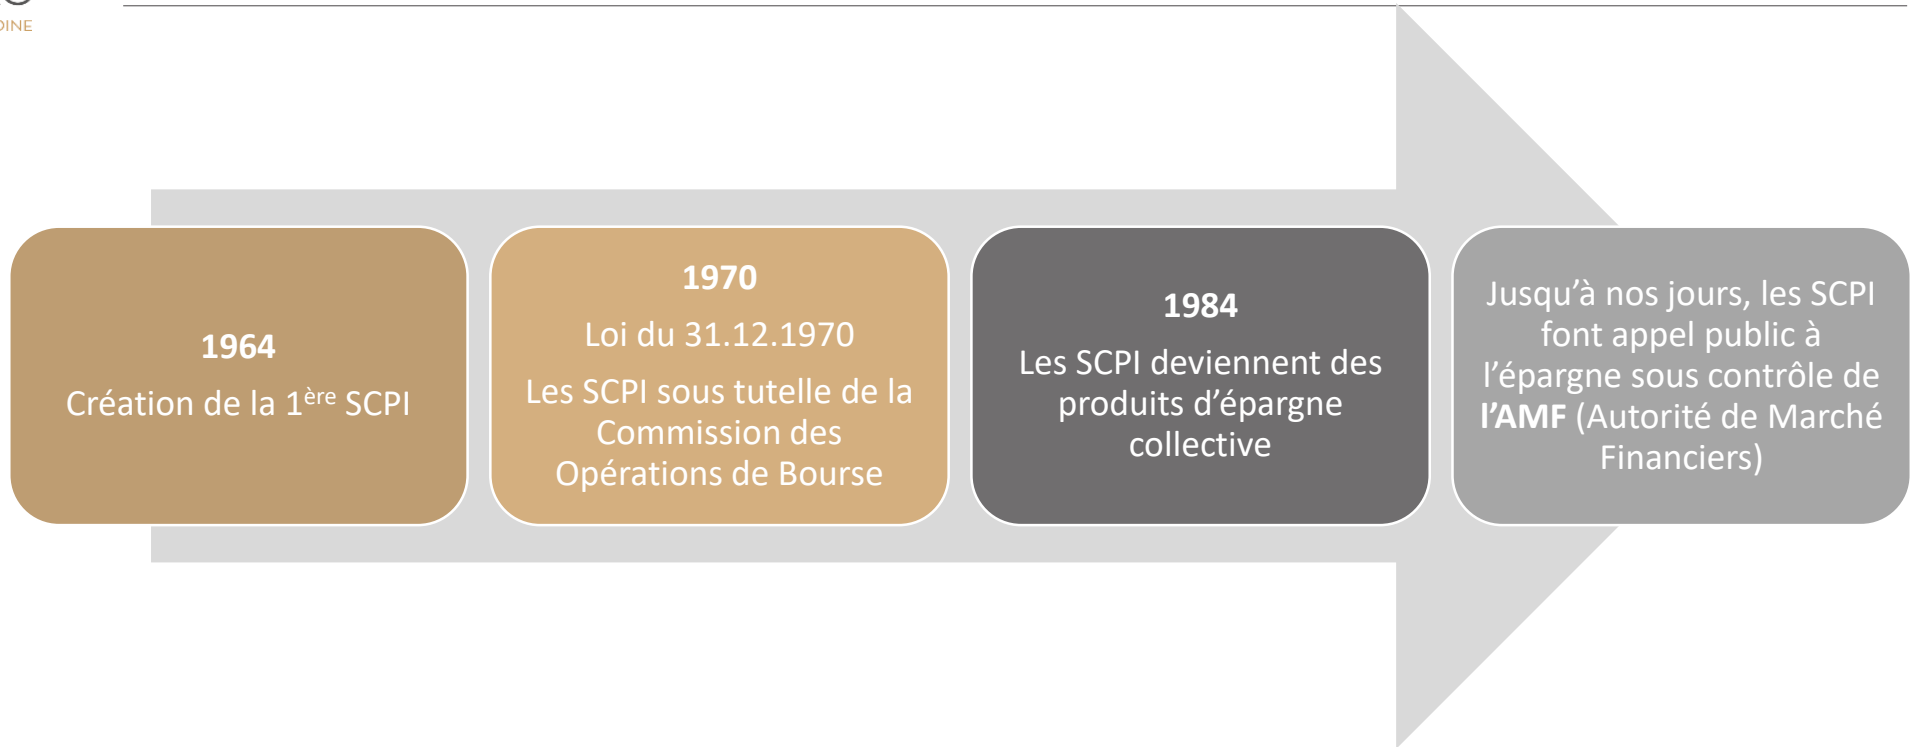 1964
Création de la 1ère SCPI
1970
Loi du 31.12.1970
Les SCPI sous tutelle de la
Commission des
Opérations de Bourse
1984
Les SCPI deviennent des
produits d’épargne
collective
Jusqu’à nos jours, les SCPI
font appel public à
l’épargne sous contrôle de
l’AMF (Autorité de Marché
Financiers)